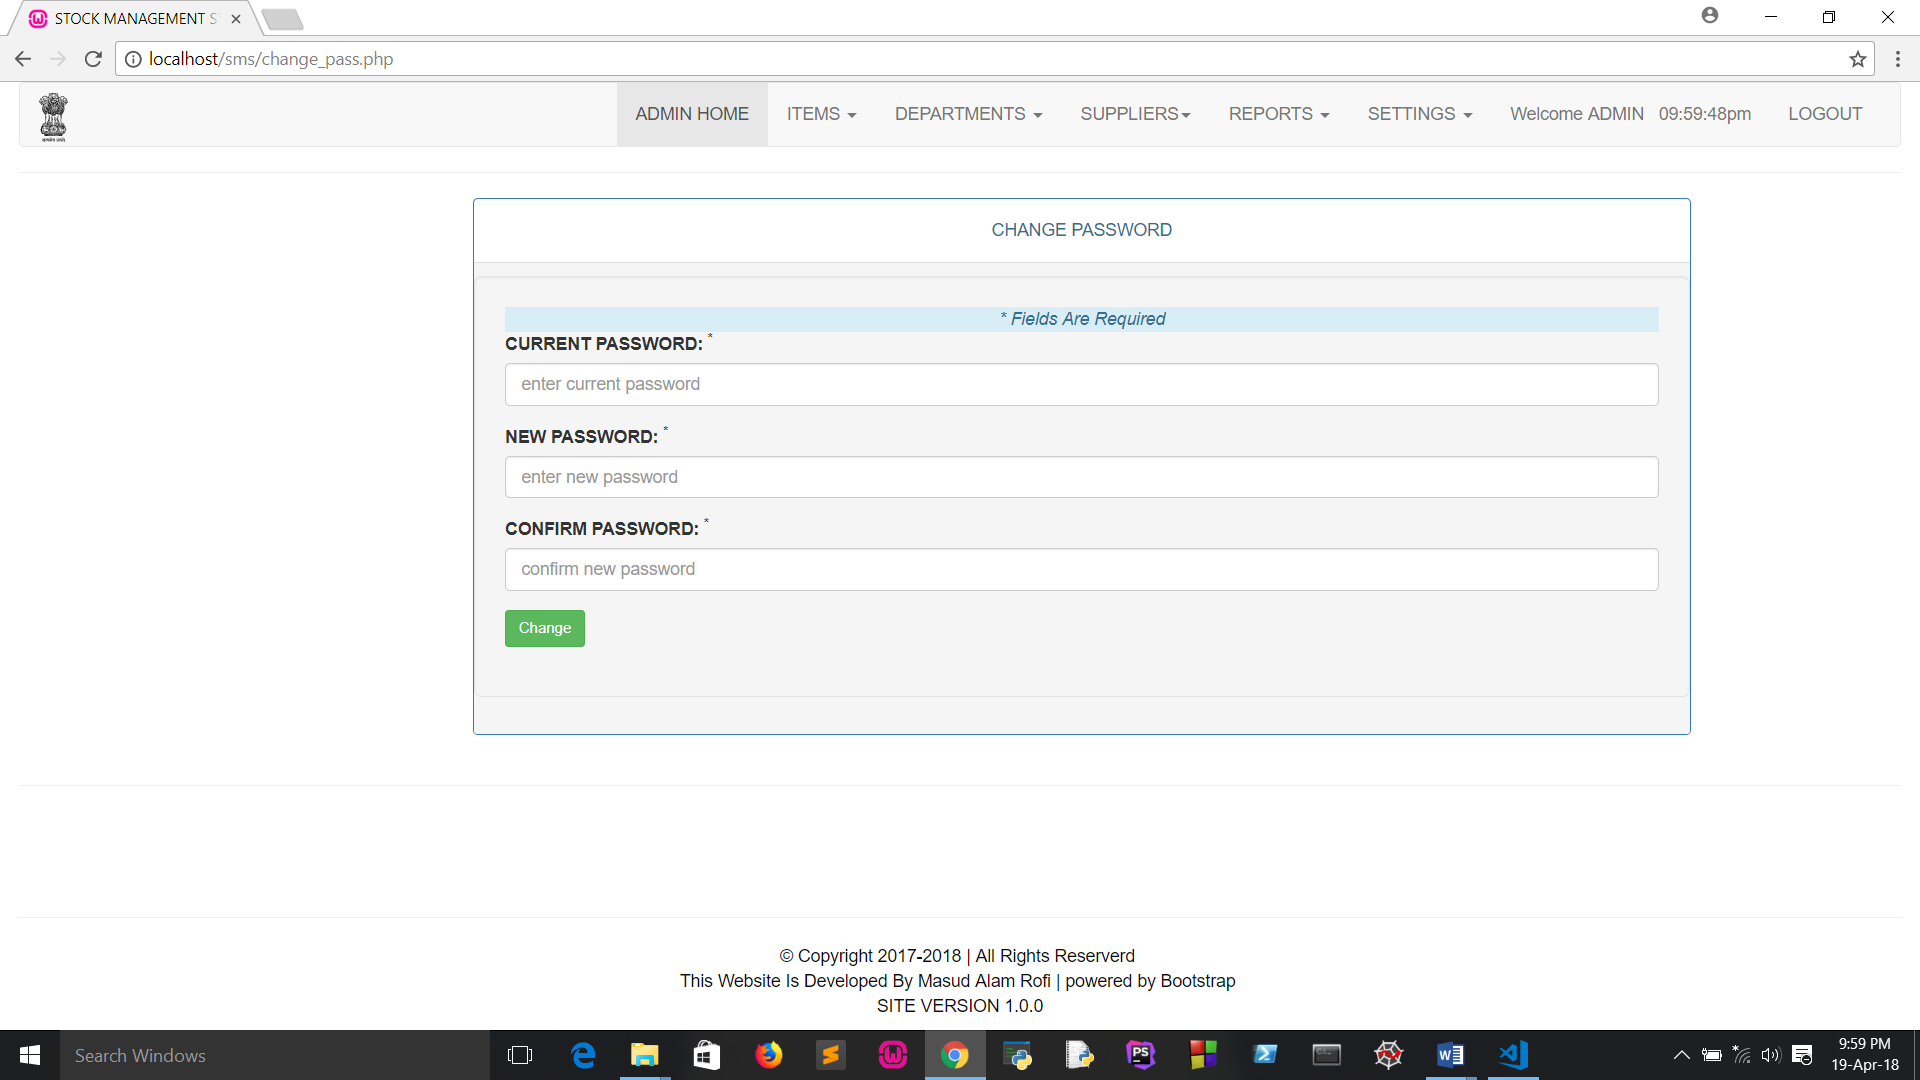 STOCK MANAGEMENT S
localhost/sms/change_pass.php
ADMIN HOME ITEMS DEPARTMENTS SUPPLIERS REPORTS SETTINGS Welcome ADMIN 09:59:48pm LOGOUT
CHANGE PASSWORD
* Fields Are Required
CURRENT PASSWORD: *
enter current password
NEW PASSWORD: *
enter new password
CONFIRM PASSWORD: *
confirm new password
Change
© Copyright 2017-2018 | All Rights Reserverd
This Website Is Developed By Masud Alam Rofi | powered by Bootstrap
SITE VERSION 1.0.0
Search Windows
9:59 PM
19-Apr-18